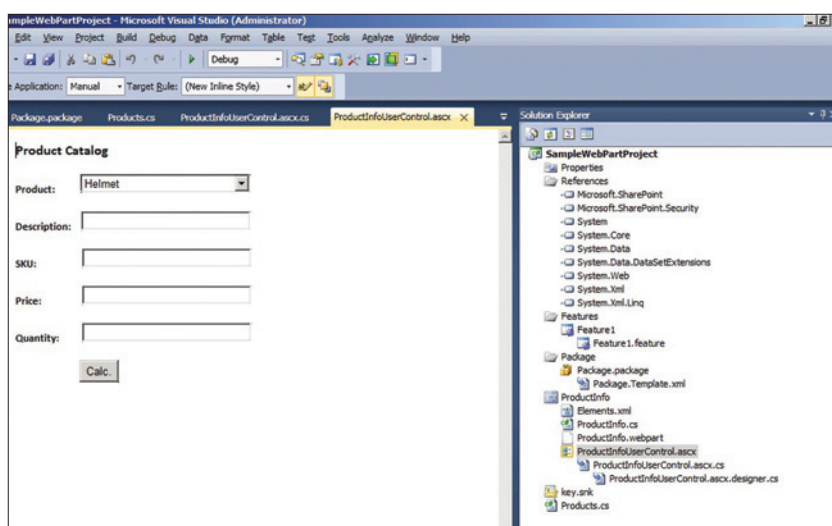 mpleWebPartProject - Microsoft Visual Studio (Administrator)
Edit View Project Build Debug Data Format Table Test Tools Analyze Window Help
Debug
Application: Manual Target Rule: (New Inline Style)
Package.package Products.cs ProductInfoUserControl.ascx.cs ProductInfoUserControl.ascx
Product Catalog
Product: Helmet
Description:
SKU:
Price:
Quantity:
Calc.
Solution Explorer
SampleWebPartProject
Properties
References
Microsoft.SharePoint
Microsoft.SharePoint.Security
System
System.Core
System.Data
System.Data.DataSetExtensions
System.Web
System.Xml
System.Xml.Linq
Features
Feature1
Feature1.feature
Package
Package.package
Package.Template.xml
ProductInfo
Elements.xml
ProductInfo.cs
ProductInfo.webpart
ProductInfoUserControl.ascx
ProductInfoUserControl.ascx.cs
ProductInfoUserControl.ascx.designer.cs
key.snk
Products.cs